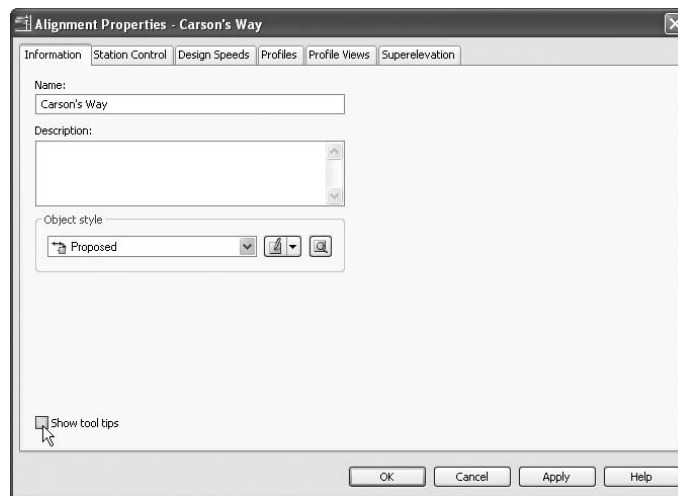 Alignment Properties - Carson's Way
Information Station Control Design Speeds Profiles Profile Views Superelevation
Name:
Carson's Way
Description:
Object style
Proposed
Show tool tips
OK Cancel Apply Help